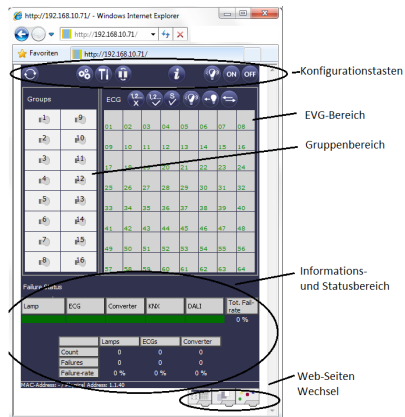 http://192.168.10.71/ - Windows Internet Explorer
http://192.168.10.71/
Favoriten
http://192.168.10.71/
ON OFF
Konfigurationstasten
Groups
ECG
EVG-Bereich
1 9
01 02 03 04 05 06 07 08
2 10
09 10 11 12 13 14 15 16
Gruppenbereich
3 11
17 18 19 20 21 22 23 24
4 12
25 26 27 28 29 30 31 32
5 13
33 34 35 36 37 38 39 40
6 14
41 42 43 44 45 46 47 48
7 15
49 50 51 52 53 54 55 56
8 16
57 58 59 60 61 62 63 64
Informations-
und Statusbereich
Failure Status
Lamp ECG Converter KNX DALI Tot. Fail-
rate
0 %
Lamps ECGs Converter
Count 0 0 0
Failures 0 0 0
Failure-rate 0 % 0 % 0 %
MAC-Address: - / Physical Address: 1.1.40
Web-Seiten
Wechsel